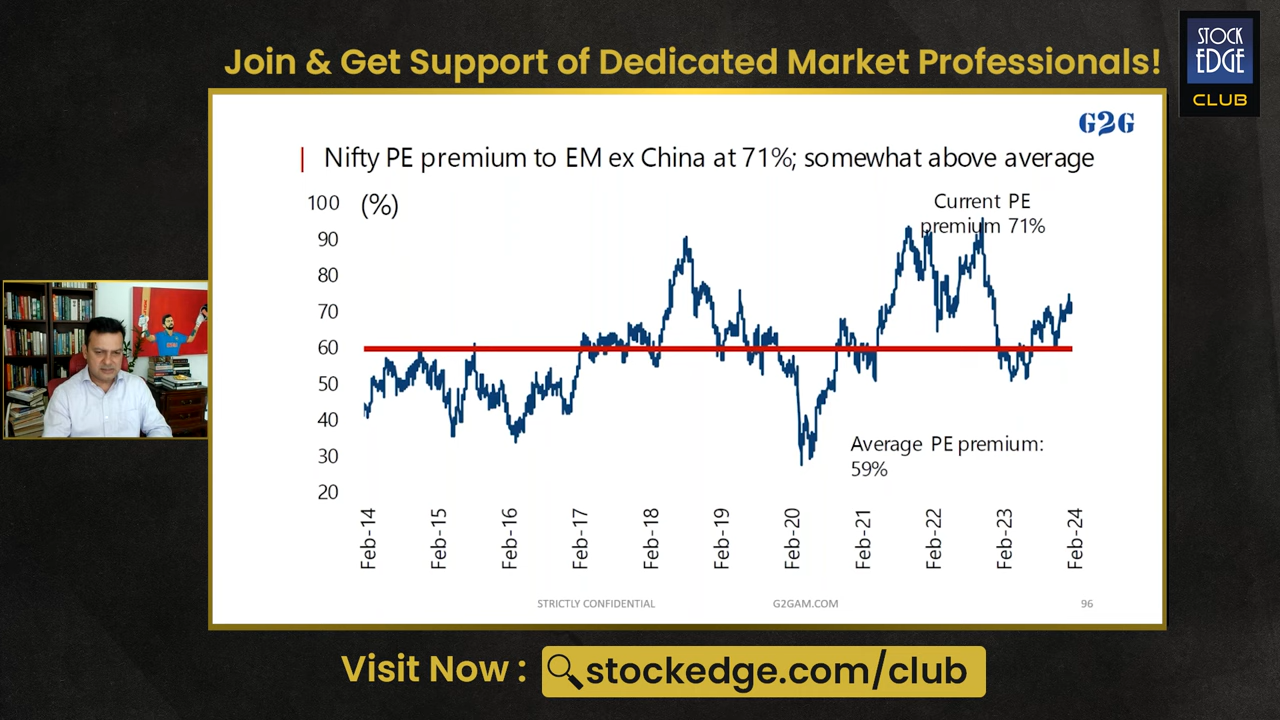 Join & Get Support of Dedicated Market Professionals!
STOCK
EDGE
CLUB
G2G
Nifty PE premium to EM ex China at 71%; somewhat above average
(%)
100
90
80
70
60
50
40
30
20
Current PE
premium 71%
Average PE premium:
59%
Feb-14
Feb-15
Feb-16
Feb-17
Feb-18
Feb-19
Feb-20
Feb-21
Feb-22
Feb-23
Feb-24
STRICTLY CONFIDENTIAL
G2GAM.COM
96
Visit Now :
stockedge.com/club